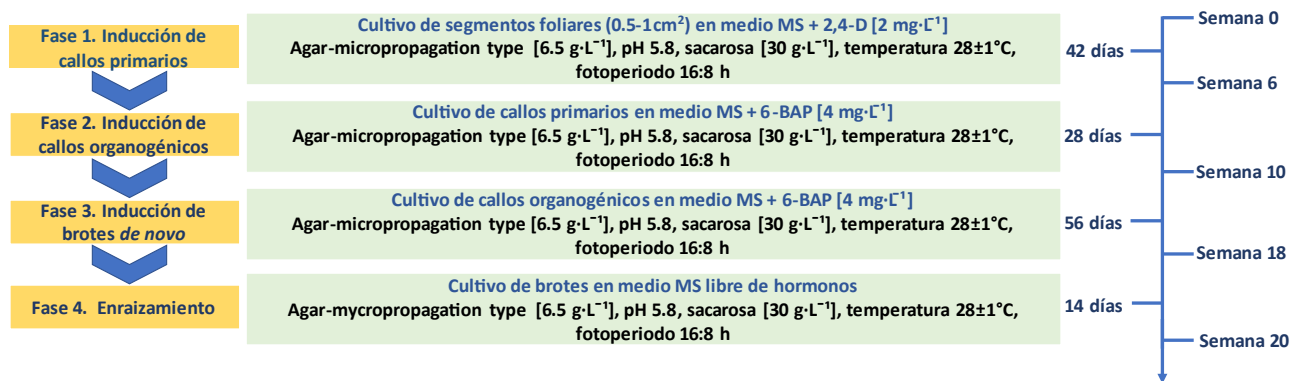 Fase 1. Inducción de
callos primarios
Cultivo de segmentos foliares (0.5-1cm²) en medio MS + 2,4-D [2 mg·L⁻¹]
Agar-micropropagation type [6.5 g·L⁻¹], pH 5.8, sacarosa [30 g·L⁻¹], temperatura 28±1°C,
fotoperiodo 16:8 h
42 días
Semana 0
Semana 6
Fase 2. Inducción de
callos organogénicos
Cultivo de callos primarios en medio MS + 6-BAP [4 mg·L⁻¹]
Agar-micropropagation type [6.5 g·L⁻¹], pH 5.8, sacarosa [30 g·L⁻¹], temperatura 28±1°C,
fotoperiodo 16:8 h
28 días
Semana 10
Fase 3. Inducción de
brotes de novo
Cultivo de callos organogénicos en medio MS + 6-BAP [4 mg·L⁻¹]
Agar-micropropagation type [6.5 g·L⁻¹], pH 5.8, sacarosa [30 g·L⁻¹], temperatura 28±1°C,
fotoperiodo 16:8 h
56 días
Semana 18
Fase 4. Enraizamiento
Cultivo de brotes en medio MS libre de hormonos
Agar-mycropropagation type [6.5 g·L⁻¹], pH 5.8, sacarosa [30 g·L⁻¹], temperatura 28±1°C,
fotoperiodo 16:8 h
14 días
Semana 20